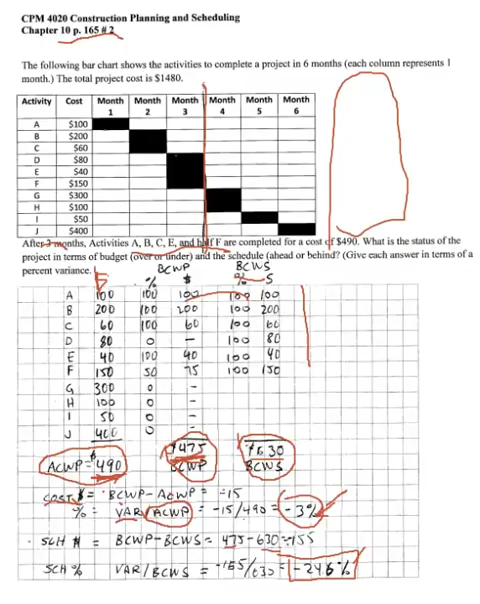 CPM 4020 Construction Planning and Scheduling
Chapter 10 p. 165 # 2
The following bar chart shows the activities to complete a project in 6 months (each column represents 1
month.) The total project cost is $1480.
Activity Cost Month 1 Month 2 Month 3 Month 4 Month 5 Month 6
A $100
B $200
C $60
D $80
E $40
F $150
G $300
H $100
I $50
J $400
After 3 months, Activities A, B, C, E, and half F are completed for a cost of $490. What is the status of the
project in terms of budget (over or under) and the schedule (ahead or behind? (Give each answer in terms of a
percent variance.
BCWP BCWS
% $ % $
A 100 100 100 100 100
B 200 100 200 100 200
C 60 100 60 100 60
D 80 0 - 100 80
E 40 100 40 100 40
F 150 50 75 100 150
G 300 0 -
H 100 0 -
I 50 0 -
J 400 0 -
ACWP = $490 $475 $630
BCWP BCWS
COST $ = BCWP - ACWP = -15
% = VAR/ACWP = -15/490 = -3%
SCH # = BCWP - BCWS = 475 - 630 = -155
SCH % VAR/BCWS = -155/630 = -246%